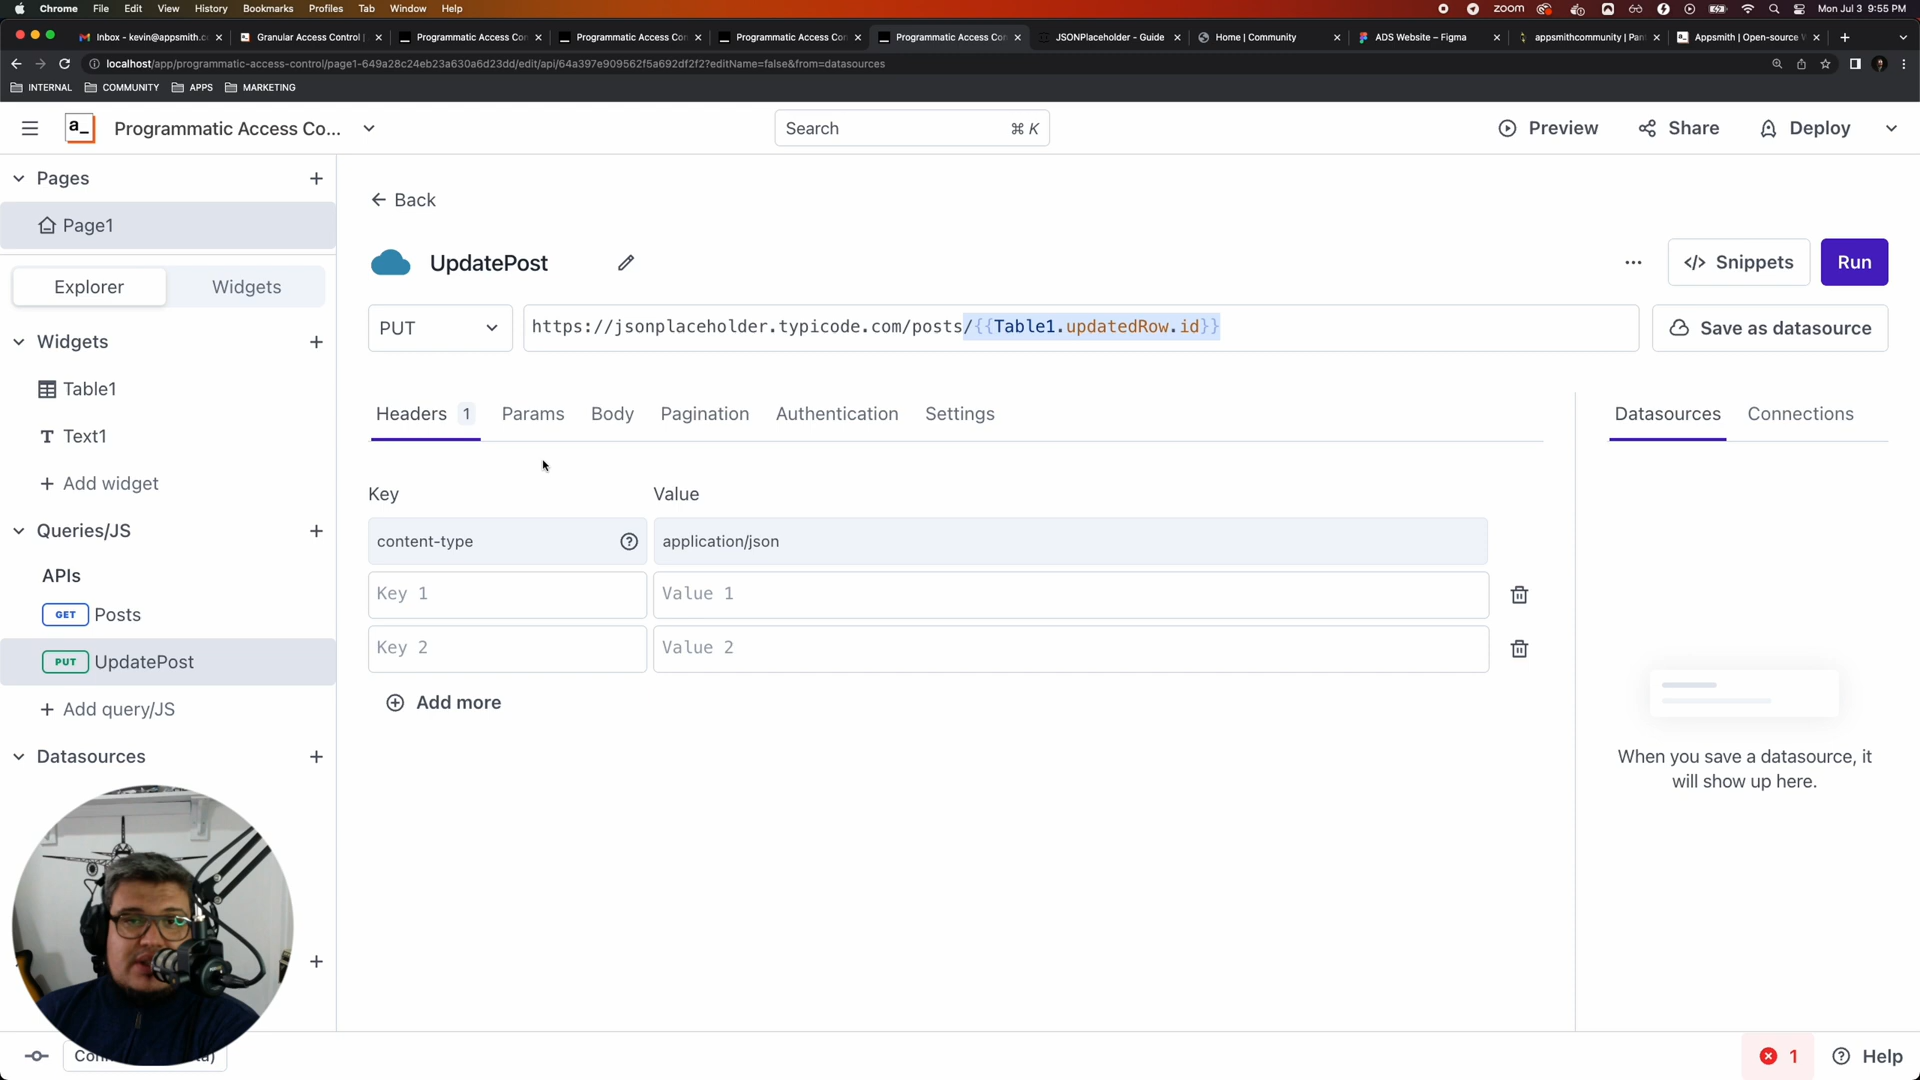 Chrome File Edit View History Bookmarks Profiles Tab Window Help
zoom
Mon Jul 3 9:55 PM
Inbox - kevin@appsmith.c
Granular Access Control |
Programmatic Access Co
Programmatic Access Co
Programmatic Access Co
Programmatic Access Co
JSONPlaceholder - Guide
Home | Community
ADS Website – Figma
appsmithcommunity | Pan
Appsmith | Open-source V
localhost/app/programmatic-access-control/page1-649a28c24eb23a630a6d23dd/edit/api/64a397e909562f5a692df2f2?editName=false&from=datasources
INTERNAL COMMUNITY APPS MARKETING
a_ Programmatic Access Co...
Search ⌘ K
Preview Share Deploy
Pages
Page1
Explorer Widgets
Widgets
Table1
Text1
Add widget
Queries/JS
APIs
GET Posts
PUT UpdatePost
Add query/JS
Datasources
Back
UpdatePost
Snippets
Run
PUT
https://jsonplaceholder.typicode.com/posts/{{Table1.updatedRow.id}}
Save as datasource
Headers 1 Params Body Pagination Authentication Settings
Key Value
content-type application/json
Key 1 Value 1
Key 2 Value 2
Add more
Datasources Connections
When you save a datasource, it
will show up here.
1
Help